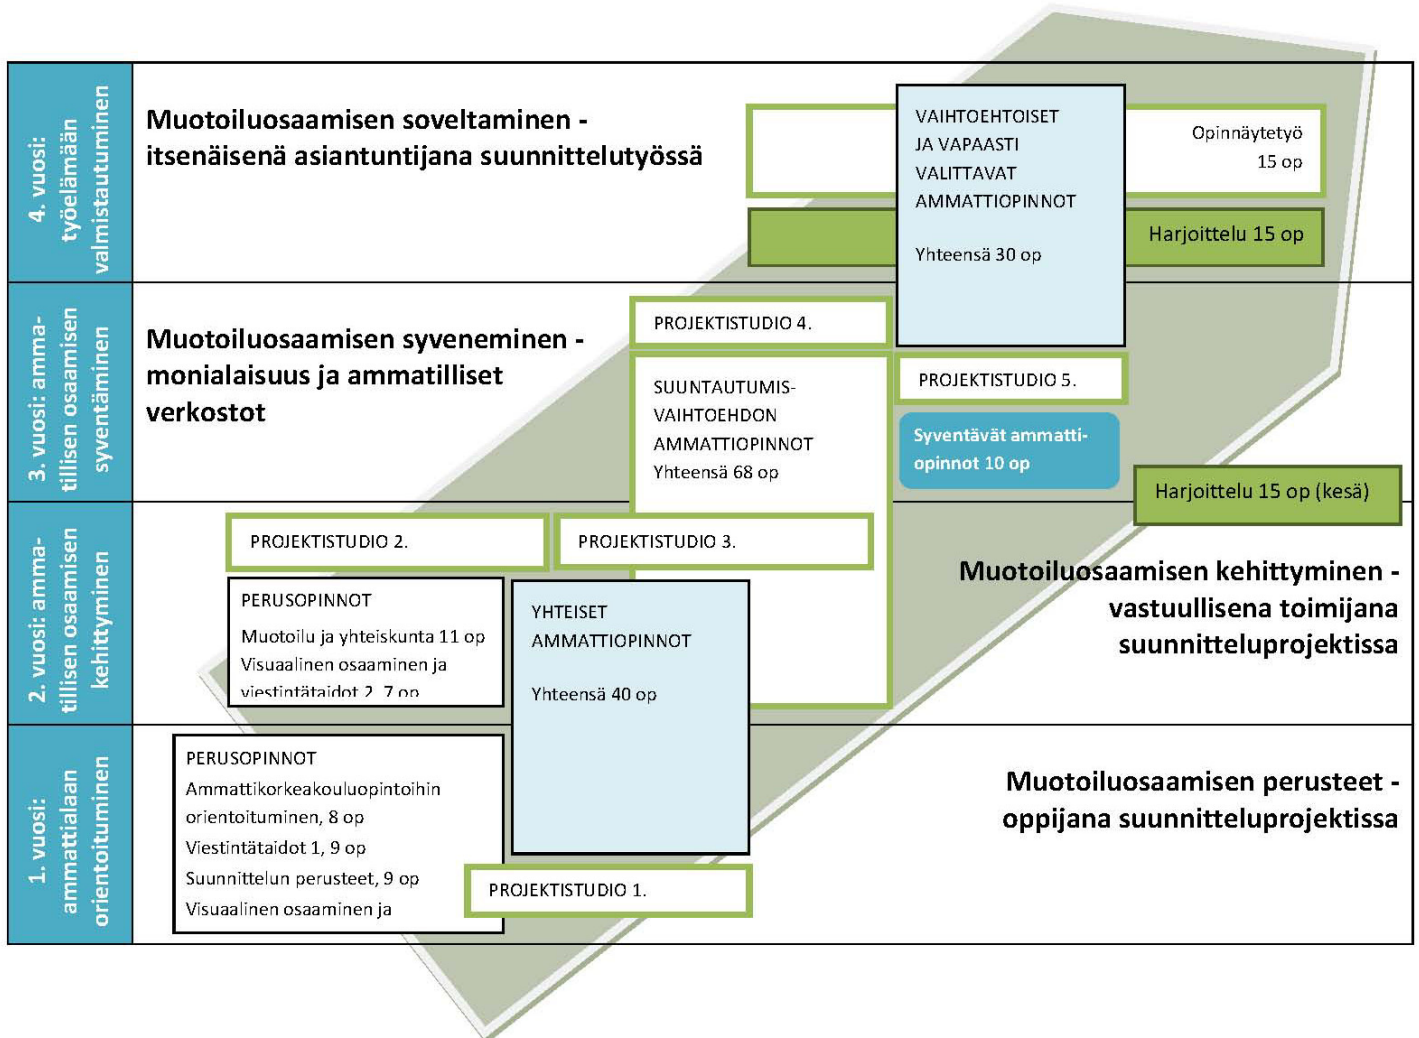 4. vuosi:
työelämään
valmistautuminen
Muotoiluosaamisen soveltaminen -
itsenäisenä asiantuntijana suunnittelutyössä
VAIHTOEHTOISET
JA VAPAASTI
VALITTAVAT
AMMATTIOPINNOT
Yhteensä 30 op
Opinnäytetyö
15 op
Harjoittelu 15 op
3. vuosi: amma-
tillisen osaamisen
syventäminen
Muotoiluosaamisen syveneminen -
monialaisuus ja ammatilliset
verkostot
PROJEKTISTUDIO 4.
SUUNTAUTUMIS-
VAIHTOEHDON
AMMATTIOPINNOT
Yhteensä 68 op
PROJEKTISTUDIO 5.
Syventävät ammatti-
opinnot 10 op
Harjoittelu 15 op (kesä)
2. vuosi: amma-
tillisen osaamisen
kehittyminen
PROJEKTISTUDIO 2.
PROJEKTISTUDIO 3.
PERUSOPINNOT
Muotoilu ja yhteiskunta 11 op
Visuaalinen osaaminen ja
viestintätaidot 2, 7 op
YHTEISET
AMMATTIOPINNOT
Yhteensä 40 op
Muotoiluosaamisen kehittyminen -
vastuullisena toimijana
suunnitteluprojektissa
1. vuosi:
ammattialaan
orientoituminen
PERUSOPINNOT
Ammattikorkeakouluopintoihin
orientoituminen, 8 op
Viestintätaidot 1, 9 op
Suunnittelun perusteet, 9 op
Visuaalinen osaaminen ja
PROJEKTISTUDIO 1.
Muotoiluosaamisen perusteet -
oppijana suunnitteluprojektissa